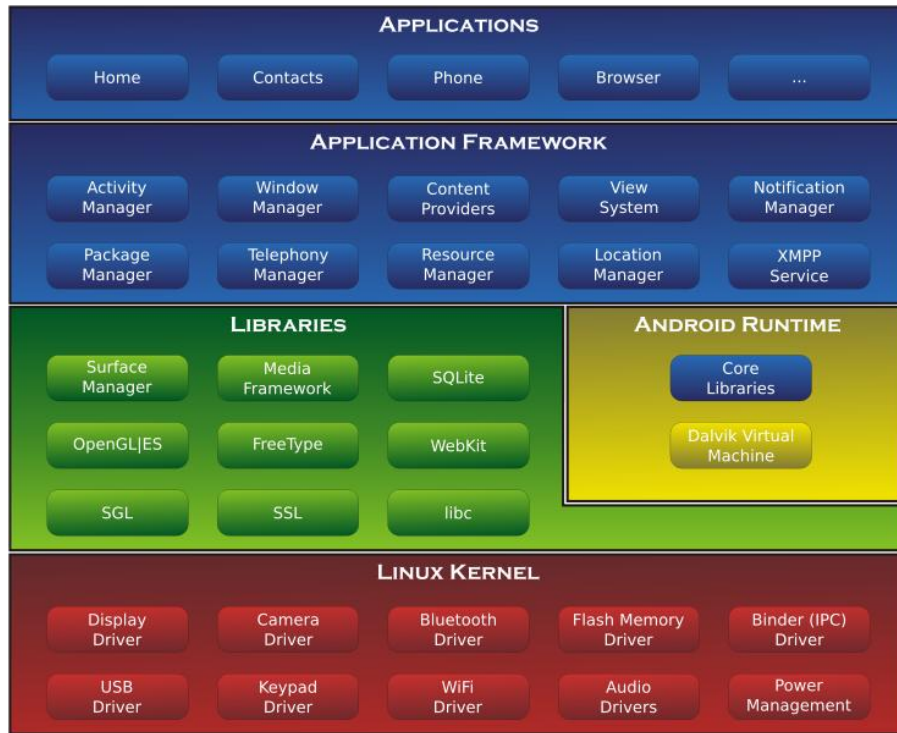 APPLICATIONS
Home
Contacts
Phone
Browser
...
APPLICATION FRAMEWORK
Activity
Manager
Window
Manager
Content
Providers
View
System
Notification
Manager
Package
Manager
Telephony
Manager
Resource
Manager
Location
Manager
XMPP
Service
LIBRARIES
Surface
Manager
Media
Framework
SQLite
OpenGL|ES
FreeType
WebKit
SGL
SSL
libc
ANDROID RUNTIME
Core
Libraries
Dalvik Virtual
Machine
LINUX KERNEL
Display
Driver
Camera
Driver
Bluetooth
Driver
Flash Memory
Driver
Binder (IPC)
Driver
USB
Driver
Keypad
Driver
WiFi
Driver
Audio
Drivers
Power
Management